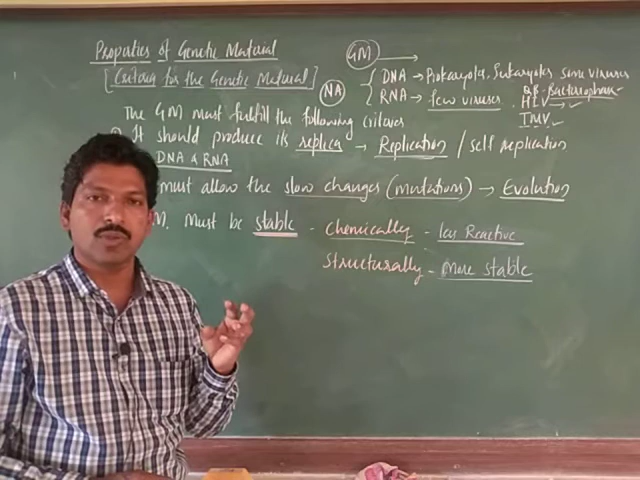 Properties of Genetic Material
[Criteria for the Genetic Material]
GM →
DNA → Prokaryotes, Eukaryotes some viruses
NA
RNA → few viruses . HIV → ✓
Qβ - Bacteriophage
TMV ✓
The GM must fulfill the following criteria
It should produce its replica → Replication / self replication
DNA & RNA
must allow the slow changes (mutations) → Evolution
M. Must be stable - chemically - less Reactive
structurally - more stable